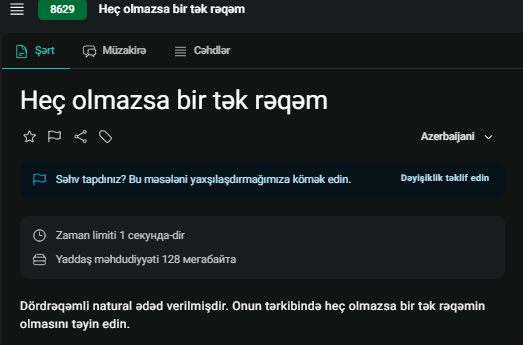 8629 Heç olmazsa bir tək rəqəm
Şərt Müzakirə Cəhdlər
Heç olmazsa bir tək rəqəm
Azerbaijani
Səhv tapdınız? Bu məsələni yaxşılaşdırmağımıza kömək edin. Dəyişiklik təklif edin
Zaman limiti 1 секунда-dir
Yaddaş məhdudiyyəti 128 мегабайта
Dördrəqəmli natural ədəd verilmişdir. Onun tərkibində heç olmazsa bir tək rəqəmin
olmasını təyin edin.